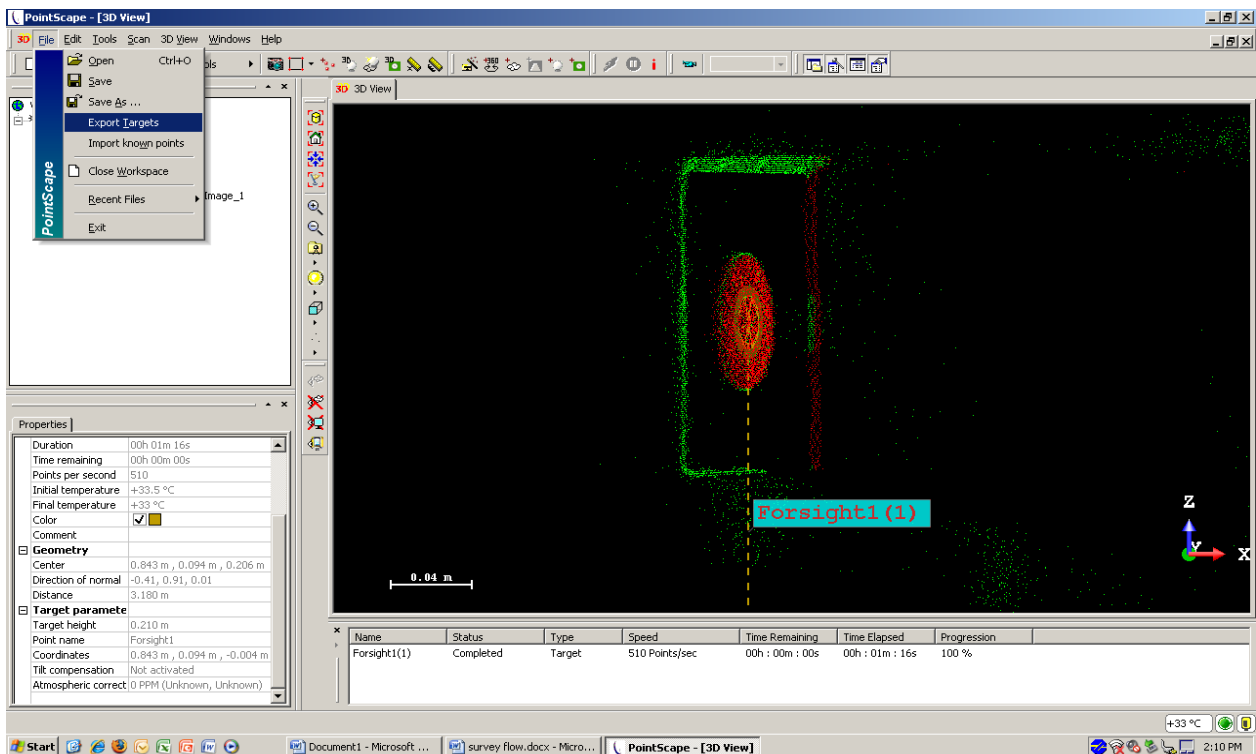 PointScape - [3D View]
3D File Edit Tools Scan 3D View Windows Help
Open Ctrl+O
Save
Save As ...
Export Targets
Import known points
Close Workspace
Recent Files
Exit
PointScape
Image_1
3D 3D View
Forsight1(1)
0.04 m
Z
Y
X
Properties
Duration 00h 01m 16s
Time remaining 00h 00m 00s
Points per second 510
Initial temperature +33.5 °C
Final temperature +33 °C
Color
Comment
Geometry
Center 0.843 m , 0.094 m , 0.206 m
Direction of normal -0.41, 0.91, 0.01
Distance 3.180 m
Target paramete
Target height 0.210 m
Point name Forsight1
Coordinates 0.843 m , 0.094 m , -0.004 m
Tilt compensation Not activated
Atmospheric correct 0 PPM (Unknown, Unknown)
Name Status Type Speed Time Remaining Time Elapsed Progression
Forsight1(1) Completed Target 510 Points/sec 00h : 00m : 00s 00h : 01m : 16s 100 %
+33 °C
Start Document1 - Microsoft ... survey flow.docx - Micro... PointScape - [3D View] 2:10 PM